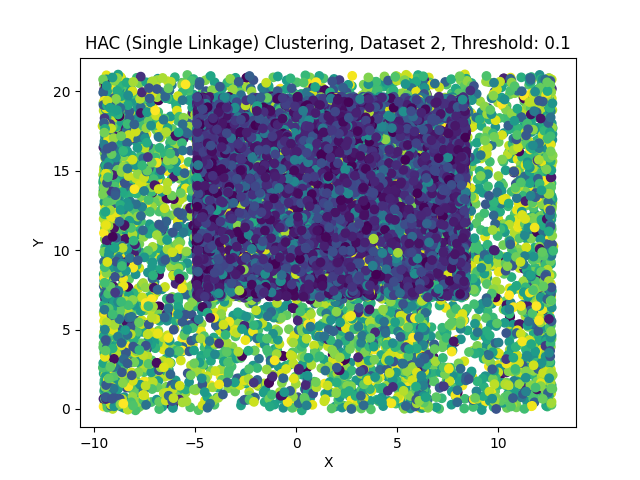 HAC (Single Linkage) Clustering, Dataset 2, Threshold: 0.1
20
15
10
5
0
Y
−10 −5 0 5 10
X